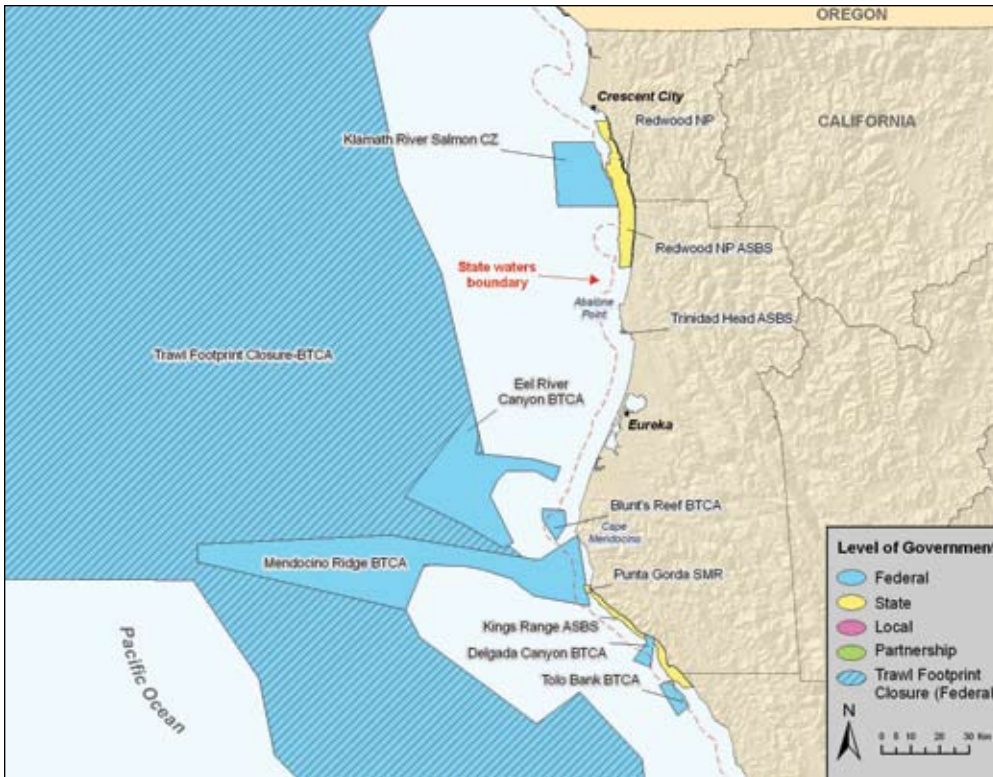 OREGON
Crescent City
Redwood NP
CALIFORNIA
Klamath River Salmon CZ
Redwood NP ASBS
State waters
boundary
Abalone
Point
Trinidad Head ASBS
Trawl Footprint Closure-BTCA
Eel River
Canyon BTCA
Eureka
Blunt's Reef BTCA
Cape
Mendocino
Mendocino Ridge BTCA
Punta Gorda SMR
Kings Range ASBS
Delgada Canyon BTCA
Tolo Bank BTCA
Pacific Ocean
Level of Government
Federal
State
Local
Partnership
Trawl Footprint
Closure (Federal
N
0 5 10 20 30 Km